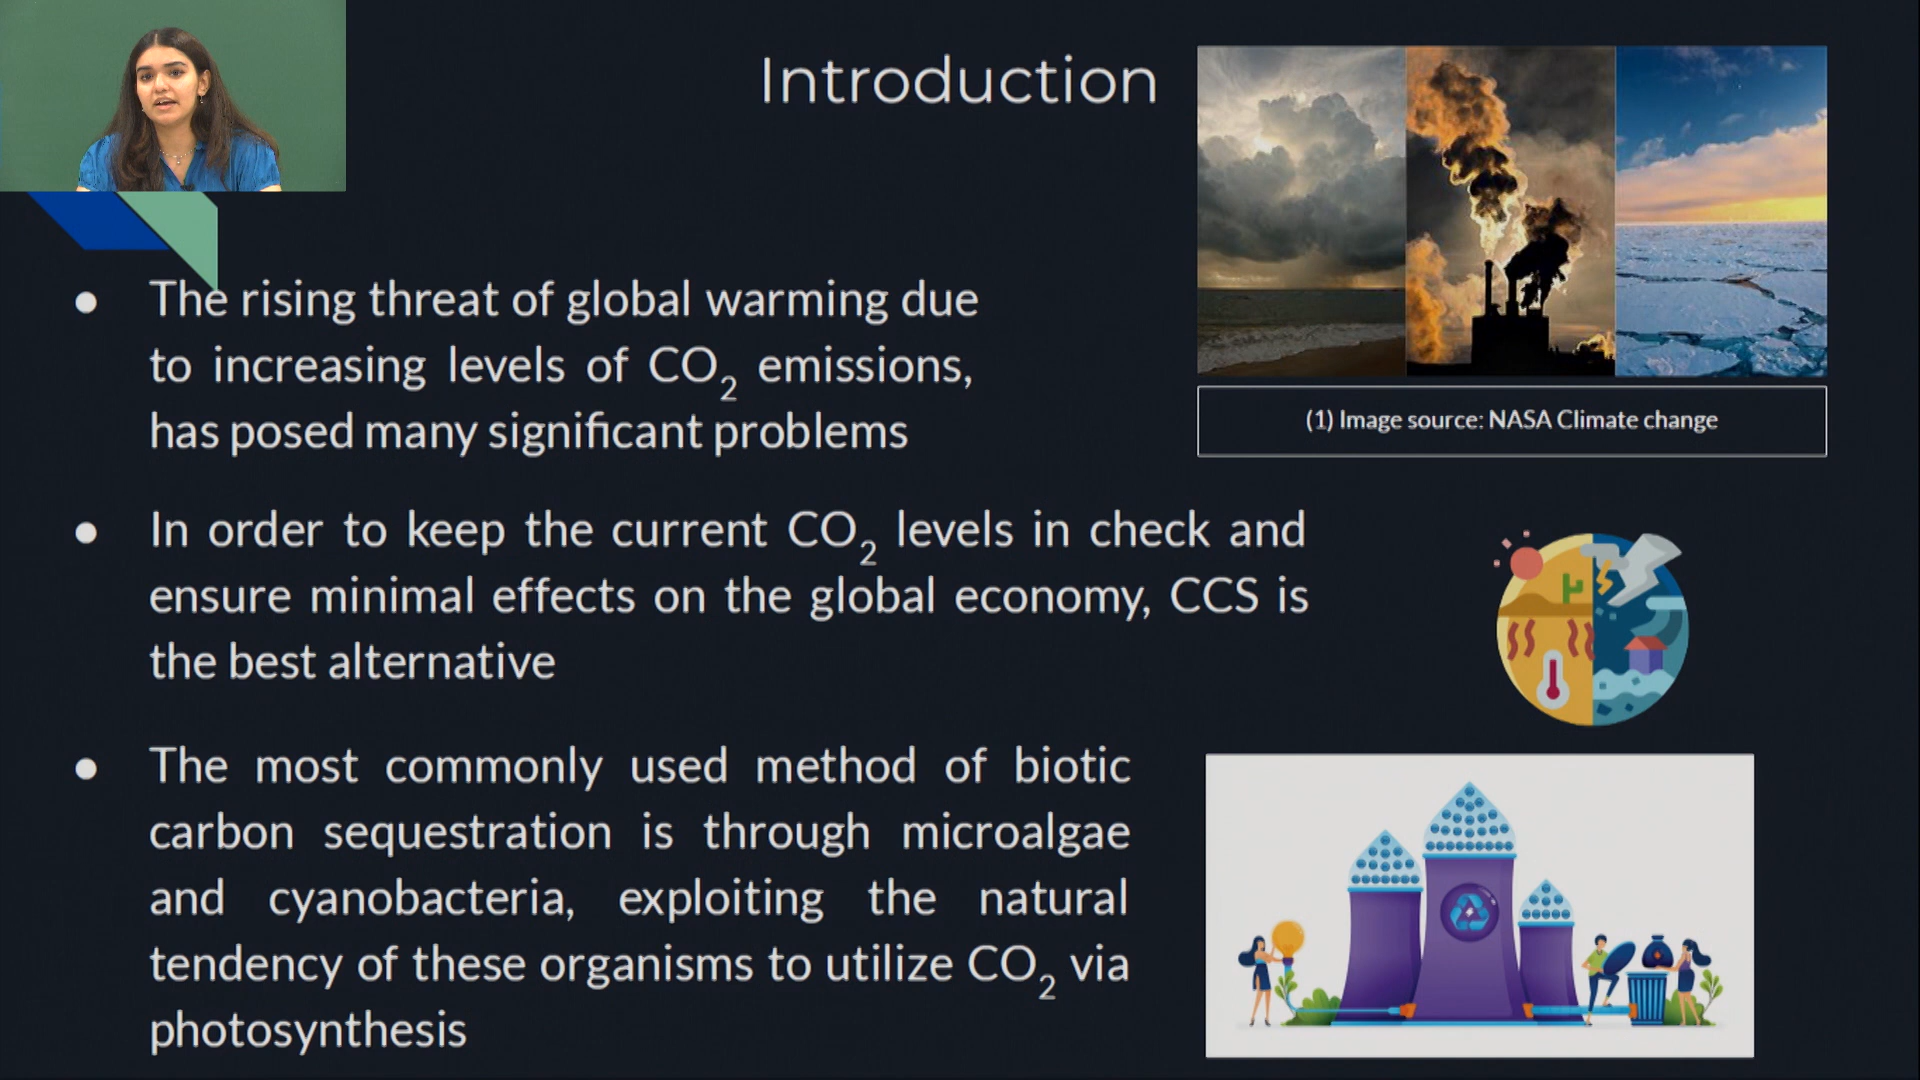 Introduction
● The rising threat of global warming due
to increasing levels of CO₂ emissions,
has posed many significant problems
(1) Image source: NASA Climate change
● In order to keep the current CO₂ levels in check and
ensure minimal effects on the global economy, CCS is
the best alternative
● The most commonly used method of biotic
carbon sequestration is through microalgae
and cyanobacteria, exploiting the natural
tendency of these organisms to utilize CO₂ via
photosynthesis